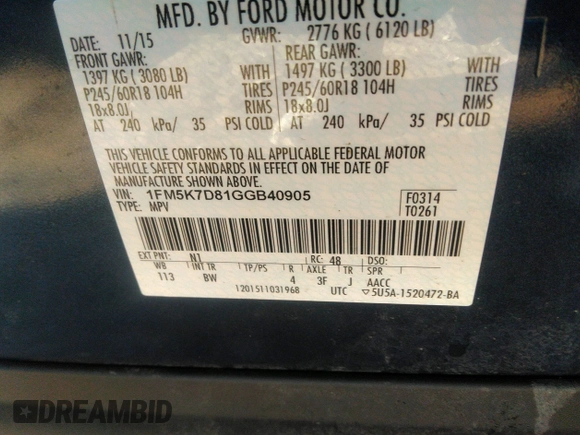 MFD. BY FORD MOTOR CO.
DATE: 11/15 GVWR: 2776 KG ( 6120 LB)
FRONT GAWR: REAR GAWR:
1397 KG ( 3080 LB) 1497 KG ( 3300 LB)
P245/60R18 104H TIRES P245/60R18 104H TIRES
18x8.0J RIMS 18x8.0J RIMS
AT 240 kPa/ 35 PSI COLD AT 240 kPa/ 35 PSI COLD
THIS VEHICLE CONFORMS TO ALL APPLICABLE FEDERAL MOTOR
VEHICLE SAFETY STANDARDS IN EFFECT ON THE DATE OF
MANUFACTURE SHOWN ABOVE.
VIN: 1FM5K7D81GGB40905 F0314
TYPE: MPV T0261
EXT PNT: N1 RC: 48 DSO:
WB INT TR TP/PS R AXLE TR SPR
113 BW 4 3F J AACC
1201511031968 UTC ▽5U5A-1520472-BA
DREAMBID